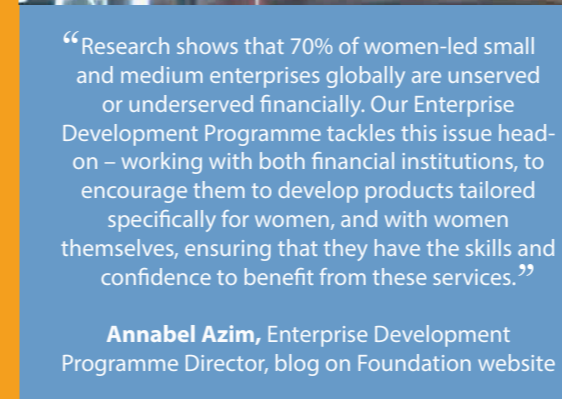 “Research shows that 70% of women-led small
and medium enterprises globally are unserved
or underserved financially. Our Enterprise
Development Programme tackles this issue head-
on – working with both financial institutions, to
encourage them to develop products tailored
specifically for women, and with women
themselves, ensuring that they have the skills and
confidence to benefit from these services.”
Annabel Azim, Enterprise Development
Programme Director, blog on Foundation website